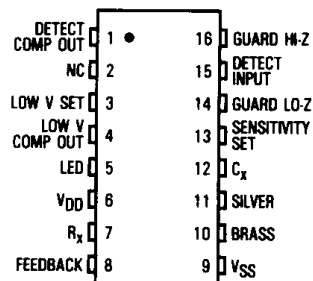 DETECT
COMP OUT 1
16 GUARD HI-Z
NC 2
15 DETECT
INPUT
LOW V SET 3
14 GUARD LO-Z
LOW V
COMP OUT 4
13 SENSITIVITY
SET
LED 5
12 Cx
VDD 6
11 SILVER
Rx 7
10 BRASS
FEEDBACK 8
9 VSS